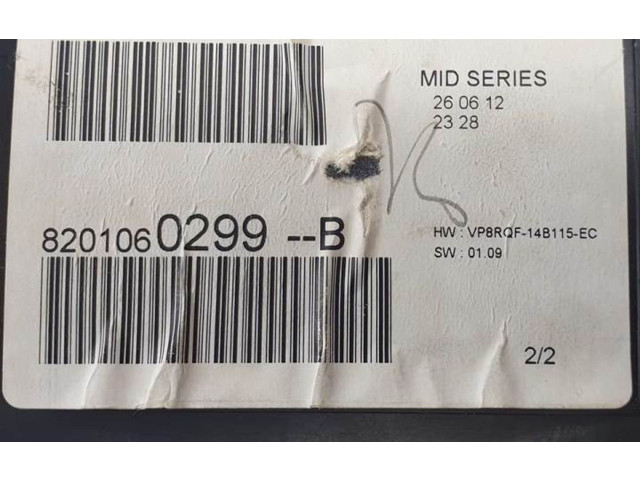 MID SERIES
26 06 12
23 28
8201060299 --B
HW : VP8RQF-14B115-EC
SW : 01.09
2/2